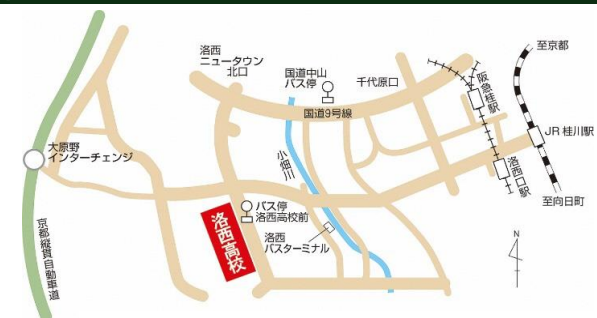 洛西
ニュータウン
北口
国道中山
バス停
千代原口
阪急桂駅
至京都
国道9号線
JR 桂川駅
大原野
インターチェンジ
小畑川
洛西口駅
バス停
洛西高校前
至向日町
洛西高校
洛西
バスターミナル
京都縦貫自動車道
N